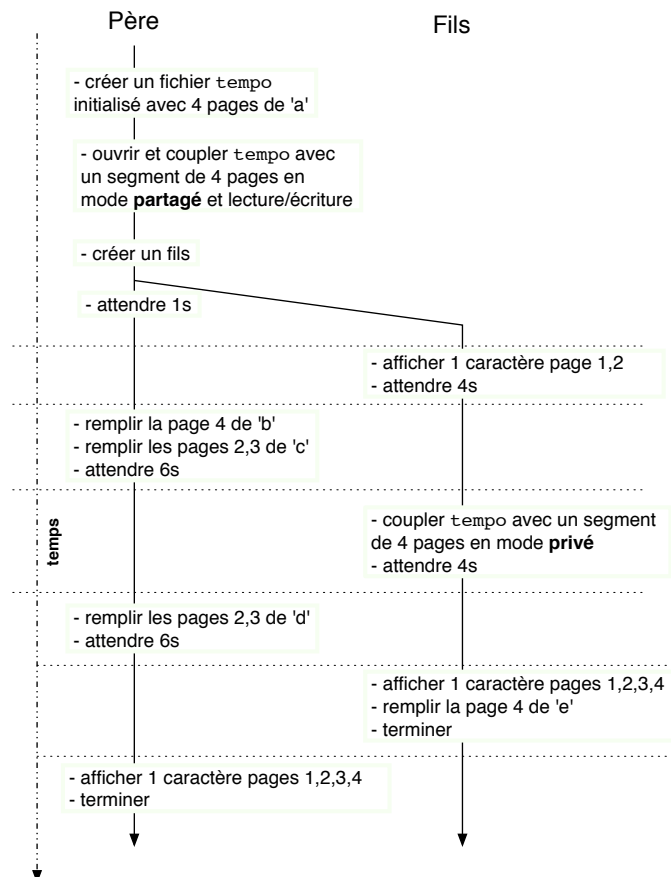 Père
Fils
- créer un fichier tempo
initialisé avec 4 pages de 'a'
- ouvrir et coupler tempo avec
un segment de 4 pages en
mode partagé et lecture/écriture
- créer un fils
- attendre 1s
- afficher 1 caractère page 1,2
- attendre 4s
- remplir la page 4 de 'b'
- remplir les pages 2,3 de 'c'
- attendre 6s
temps
- coupler tempo avec un segment
de 4 pages en mode privé
- attendre 4s
- remplir les pages 2,3 de 'd'
- attendre 6s
- afficher 1 caractère pages 1,2,3,4
- remplir la page 4 de 'e'
- terminer
- afficher 1 caractère pages 1,2,3,4
- terminer